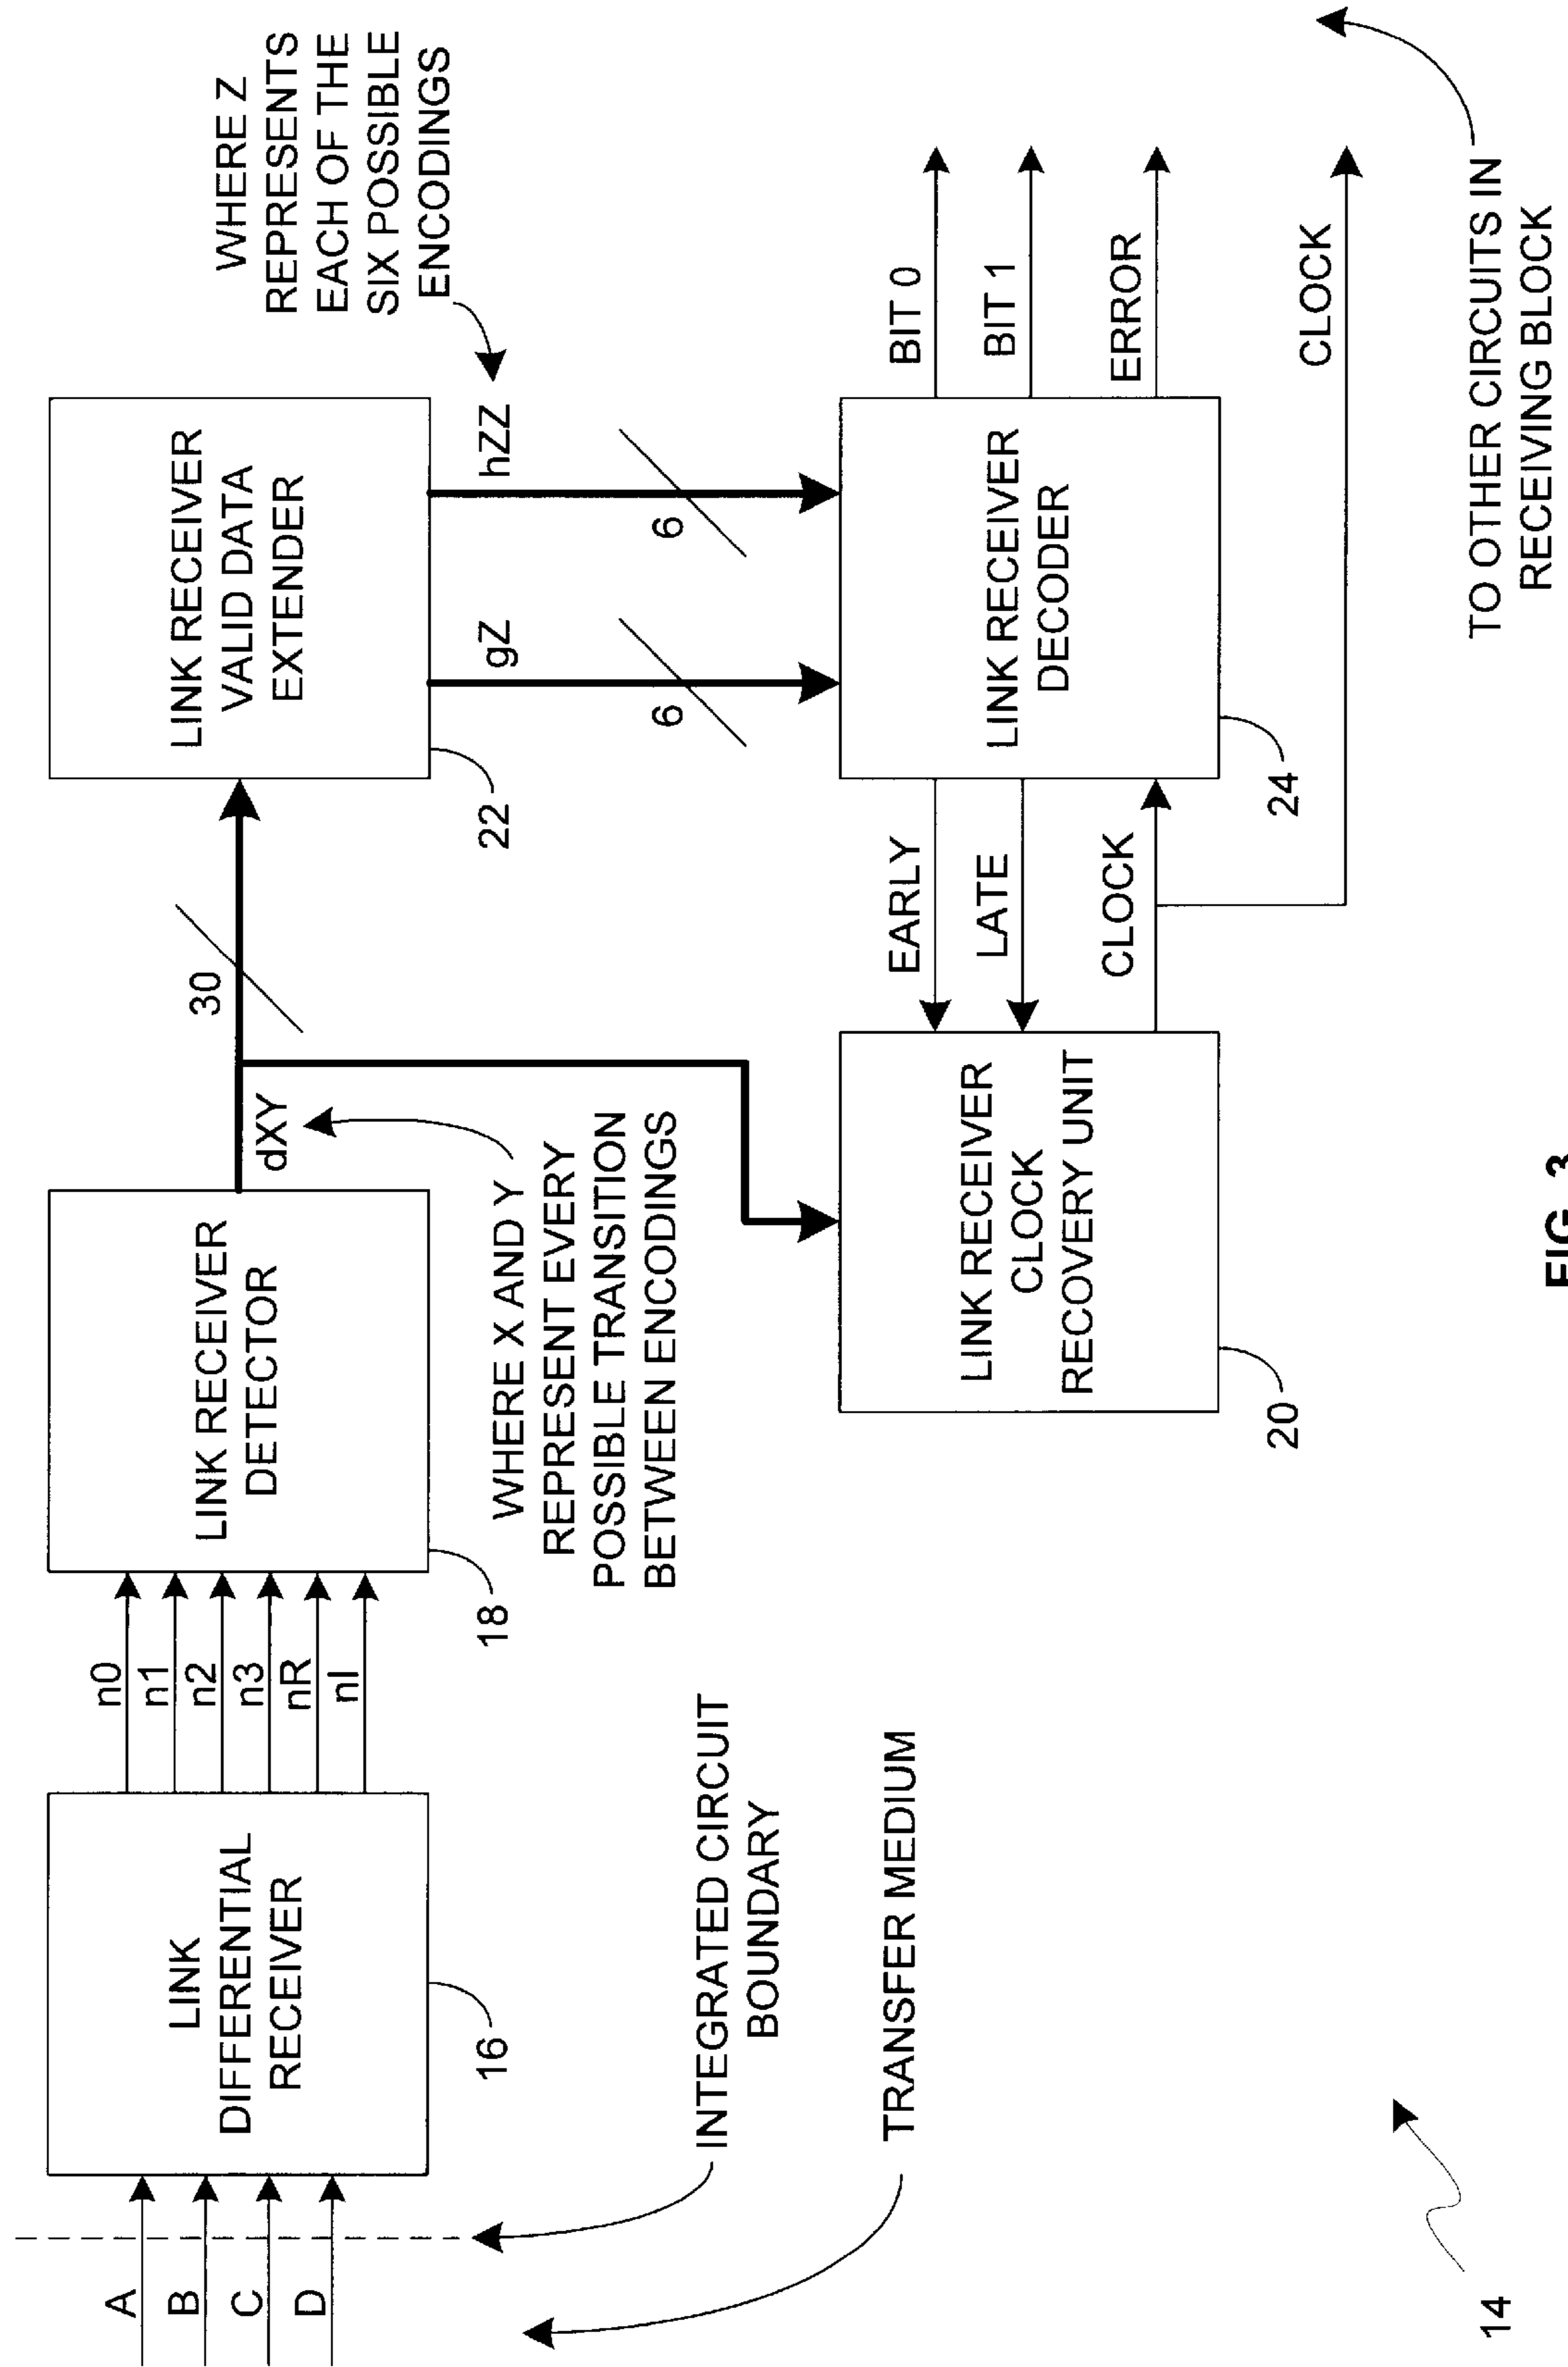 A
B
C
D
LINK
DIFFERENTIAL
RECEIVER
16
n0
n1
n2
n3
nR
nI
LINK RECEIVER
DETECTOR
18
dXY
WHERE X AND Y
REPRESENT EVERY
POSSIBLE TRANSITION
BETWEEN ENCODINGS
30
LINK RECEIVER
VALID DATA
EXTENDER
22
WHERE Z
REPRESENTS
EACH OF THE
SIX POSSIBLE
ENCODINGS
gZ
hZZ
6
6
INTEGRATED CIRCUIT
BOUNDARY
TRANSFER MEDIUM
LINK RECEIVER
CLOCK
RECOVERY UNIT
20
EARLY
LATE
CLOCK
LINK RECEIVER
DECODER
24
BIT 0
BIT 1
ERROR
CLOCK
TO OTHER CIRCUITS IN
RECEIVING BLOCK
14
FIG. 3